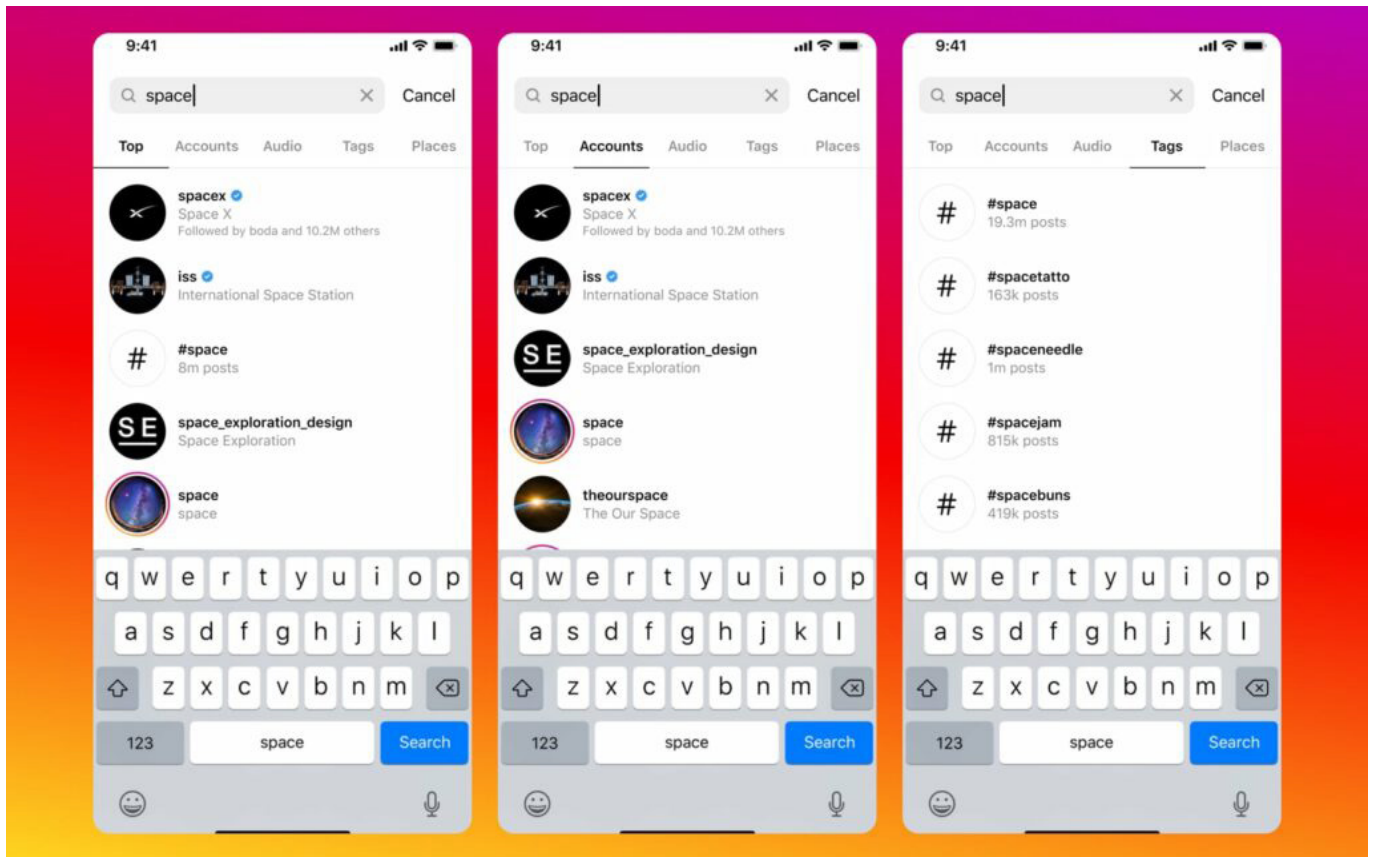 9:41
space
Cancel
Top Accounts Audio Tags Places
spacex
Space X
Followed by boda and 10.2M others
iss
International Space Station
#
#space
8m posts
SE
space_exploration_design
Space Exploration
space
space
q w e r t y u i o p
a s d f g h j k l
z x c v b n m
123 space Search
9:41
space
Cancel
Top Accounts Audio Tags Places
spacex
Space X
Followed by boda and 10.2M others
iss
International Space Station
SE
space_exploration_design
Space Exploration
space
space
theourspace
The Our Space
q w e r t y u i o p
a s d f g h j k l
z x c v b n m
123 space Search
9:41
space
Cancel
Top Accounts Audio Tags Places
#
#space
19.3m posts
#
#spacetatto
163k posts
#
#spaceneedle
1m posts
#
#spacejam
815k posts
#
#spacebuns
419k posts
q w e r t y u i o p
a s d f g h j k l
z x c v b n m
123 space Search